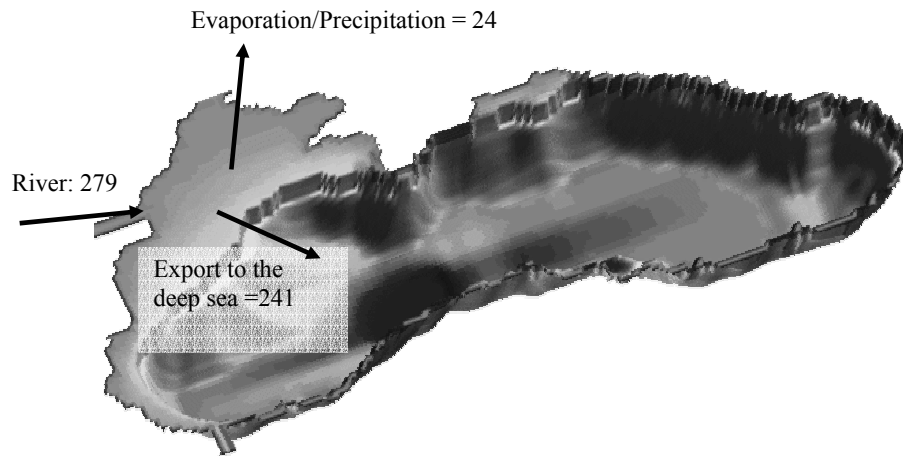 Evaporation/Precipitation = 24
River: 279
Export to the
deep sea =241